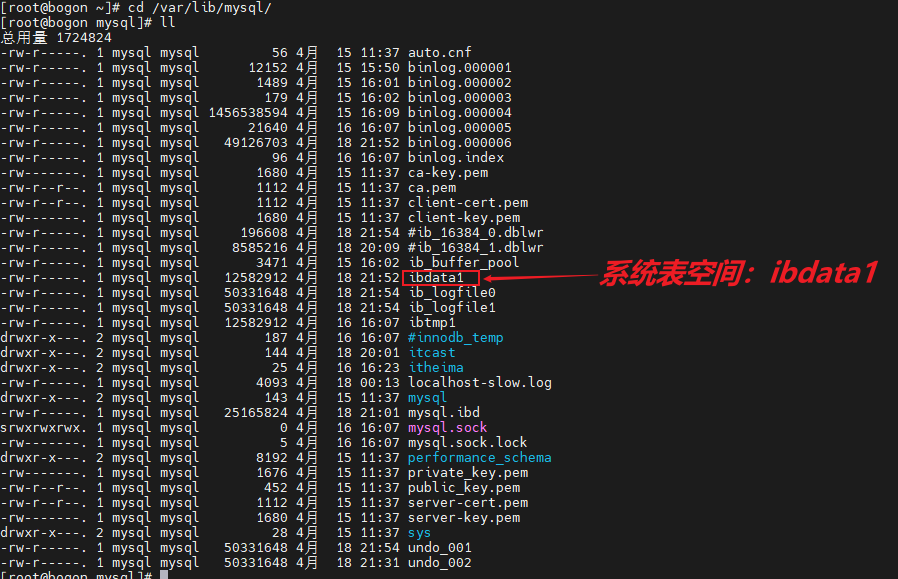 [root@bogon ~]# cd /var/lib/mysql/
[root@bogon mysql]# ll
总用量 1724824
-rw-r-----. 1 mysql mysql         56 4月  15 11:37 auto.cnf
-rw-r-----. 1 mysql mysql      12152 4月  15 15:50 binlog.000001
-rw-r-----. 1 mysql mysql       1489 4月  15 16:01 binlog.000002
-rw-r-----. 1 mysql mysql        179 4月  15 16:02 binlog.000003
-rw-r-----. 1 mysql mysql 1456538594 4月  15 16:09 binlog.000004
-rw-r-----. 1 mysql mysql      21640 4月  16 16:07 binlog.000005
-rw-r-----. 1 mysql mysql   49126703 4月  18 21:52 binlog.000006
-rw-r-----. 1 mysql mysql         96 4月  16 16:07 binlog.index
-rw-------. 1 mysql mysql       1680 4月  15 11:37 ca-key.pem
-rw-r--r--. 1 mysql mysql       1112 4月  15 11:37 ca.pem
-rw-r--r--. 1 mysql mysql       1112 4月  15 11:37 client-cert.pem
-rw-------. 1 mysql mysql       1680 4月  15 11:37 client-key.pem
-rw-r-----. 1 mysql mysql     196608 4月  18 21:54 #ib_16384_0.dblwr
-rw-r-----. 1 mysql mysql    8585216 4月  18 20:09 #ib_16384_1.dblwr
-rw-r-----. 1 mysql mysql       3471 4月  15 16:02 ib_buffer_pool
-rw-r-----. 1 mysql mysql   12582912 4月  18 21:52 ibdata1 系统表空间：ibdata1
-rw-r-----. 1 mysql mysql   50331648 4月  18 21:54 ib_logfile0
-rw-r-----. 1 mysql mysql   50331648 4月  18 21:54 ib_logfile1
-rw-r-----. 1 mysql mysql   12582912 4月  16 16:07 ibtmp1
drwxr-x---. 2 mysql mysql        187 4月  16 16:07 #innodb_temp
drwxr-x---. 2 mysql mysql        144 4月  18 20:01 itcast
drwxr-x---. 2 mysql mysql         25 4月  16 16:23 itheima
-rw-r-----. 1 mysql mysql       4093 4月  18 00:13 localhost-slow.log
drwxr-x---. 2 mysql mysql        143 4月  15 11:37 mysql
-rw-r-----. 1 mysql mysql   25165824 4月  18 21:01 mysql.ibd
srwxrwxrwx. 1 mysql mysql          0 4月  16 16:07 mysql.sock
-rw-------. 1 mysql mysql          5 4月  16 16:07 mysql.sock.lock
drwxr-x---. 2 mysql mysql       8192 4月  15 11:37 performance_schema
-rw-------. 1 mysql mysql       1676 4月  15 11:37 private_key.pem
-rw-r--r--. 1 mysql mysql        452 4月  15 11:37 public_key.pem
-rw-r--r--. 1 mysql mysql       1112 4月  15 11:37 server-cert.pem
-rw-------. 1 mysql mysql       1680 4月  15 11:37 server-key.pem
drwxr-x---. 2 mysql mysql         28 4月  15 11:37 sys
-rw-r-----. 1 mysql mysql   50331648 4月  18 21:54 undo_001
-rw-r-----. 1 mysql mysql   50331648 4月  18 21:31 undo_002
[root@bogon mysql]#